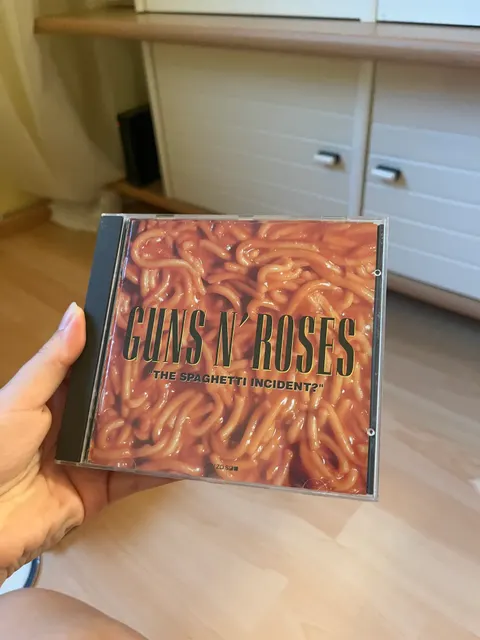 GUNS N' ROSES
"THE SPAGHETTI INCIDENT?"